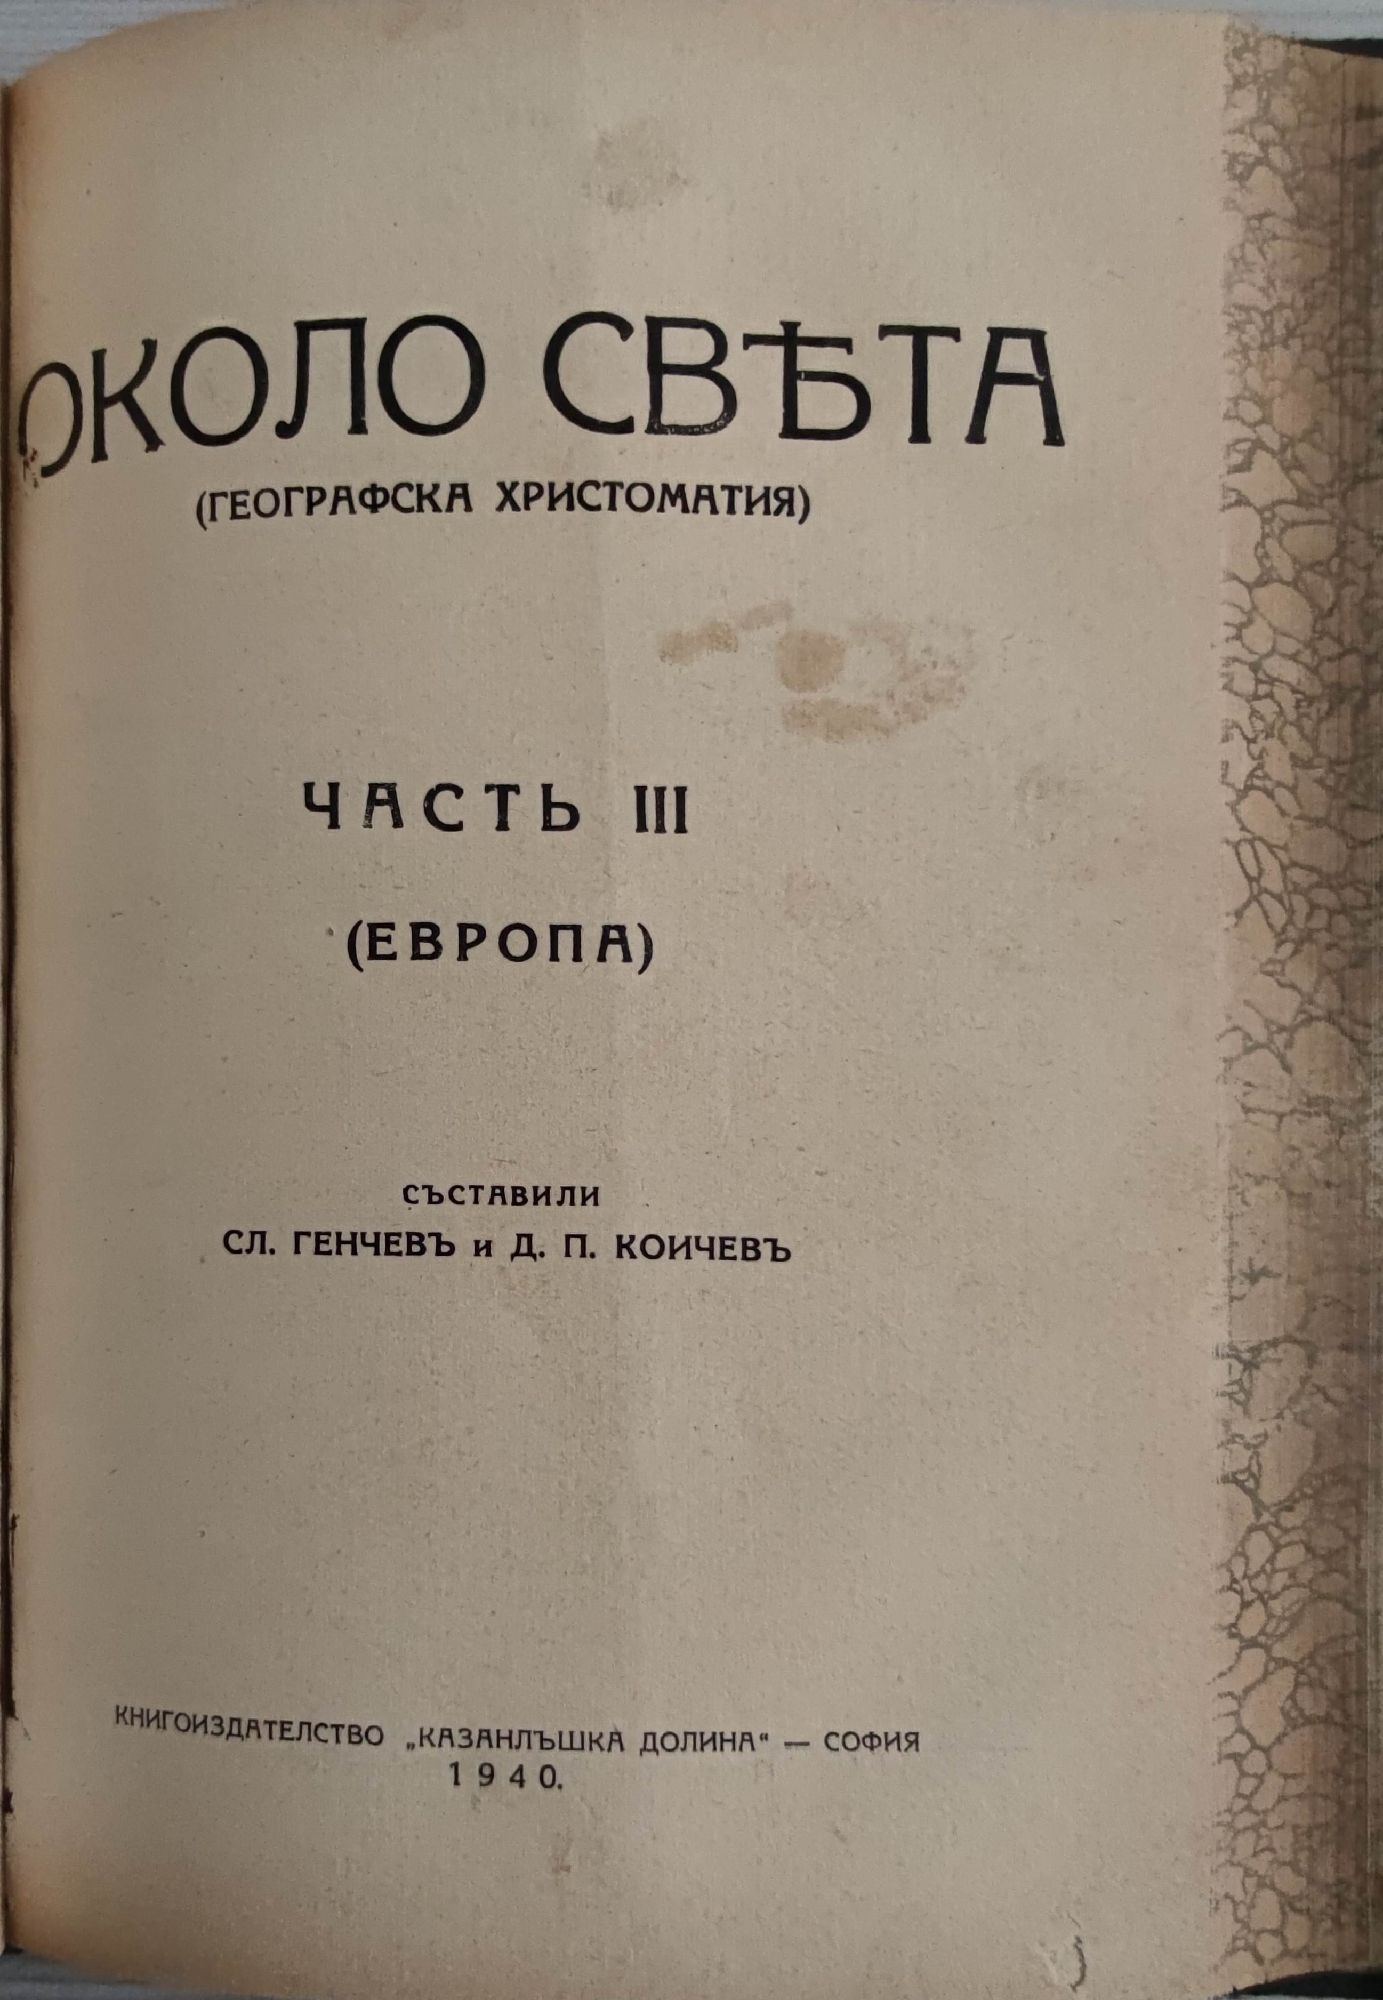 ОКОЛО СВѢТА
(ГЕОГРАФСКА ХРИСТОМАТИЯ)
ЧАСТЬ III
(ЕВРОПА)
СЪСТАВИЛИ
СЛ. ГЕНЧЕВЪ и Д. П. КОИЧЕВЪ
КНИГОИЗДАТЕЛСТВО „КАЗАНЛЪШКА ДОЛИНА“ — СОФИЯ
1940.